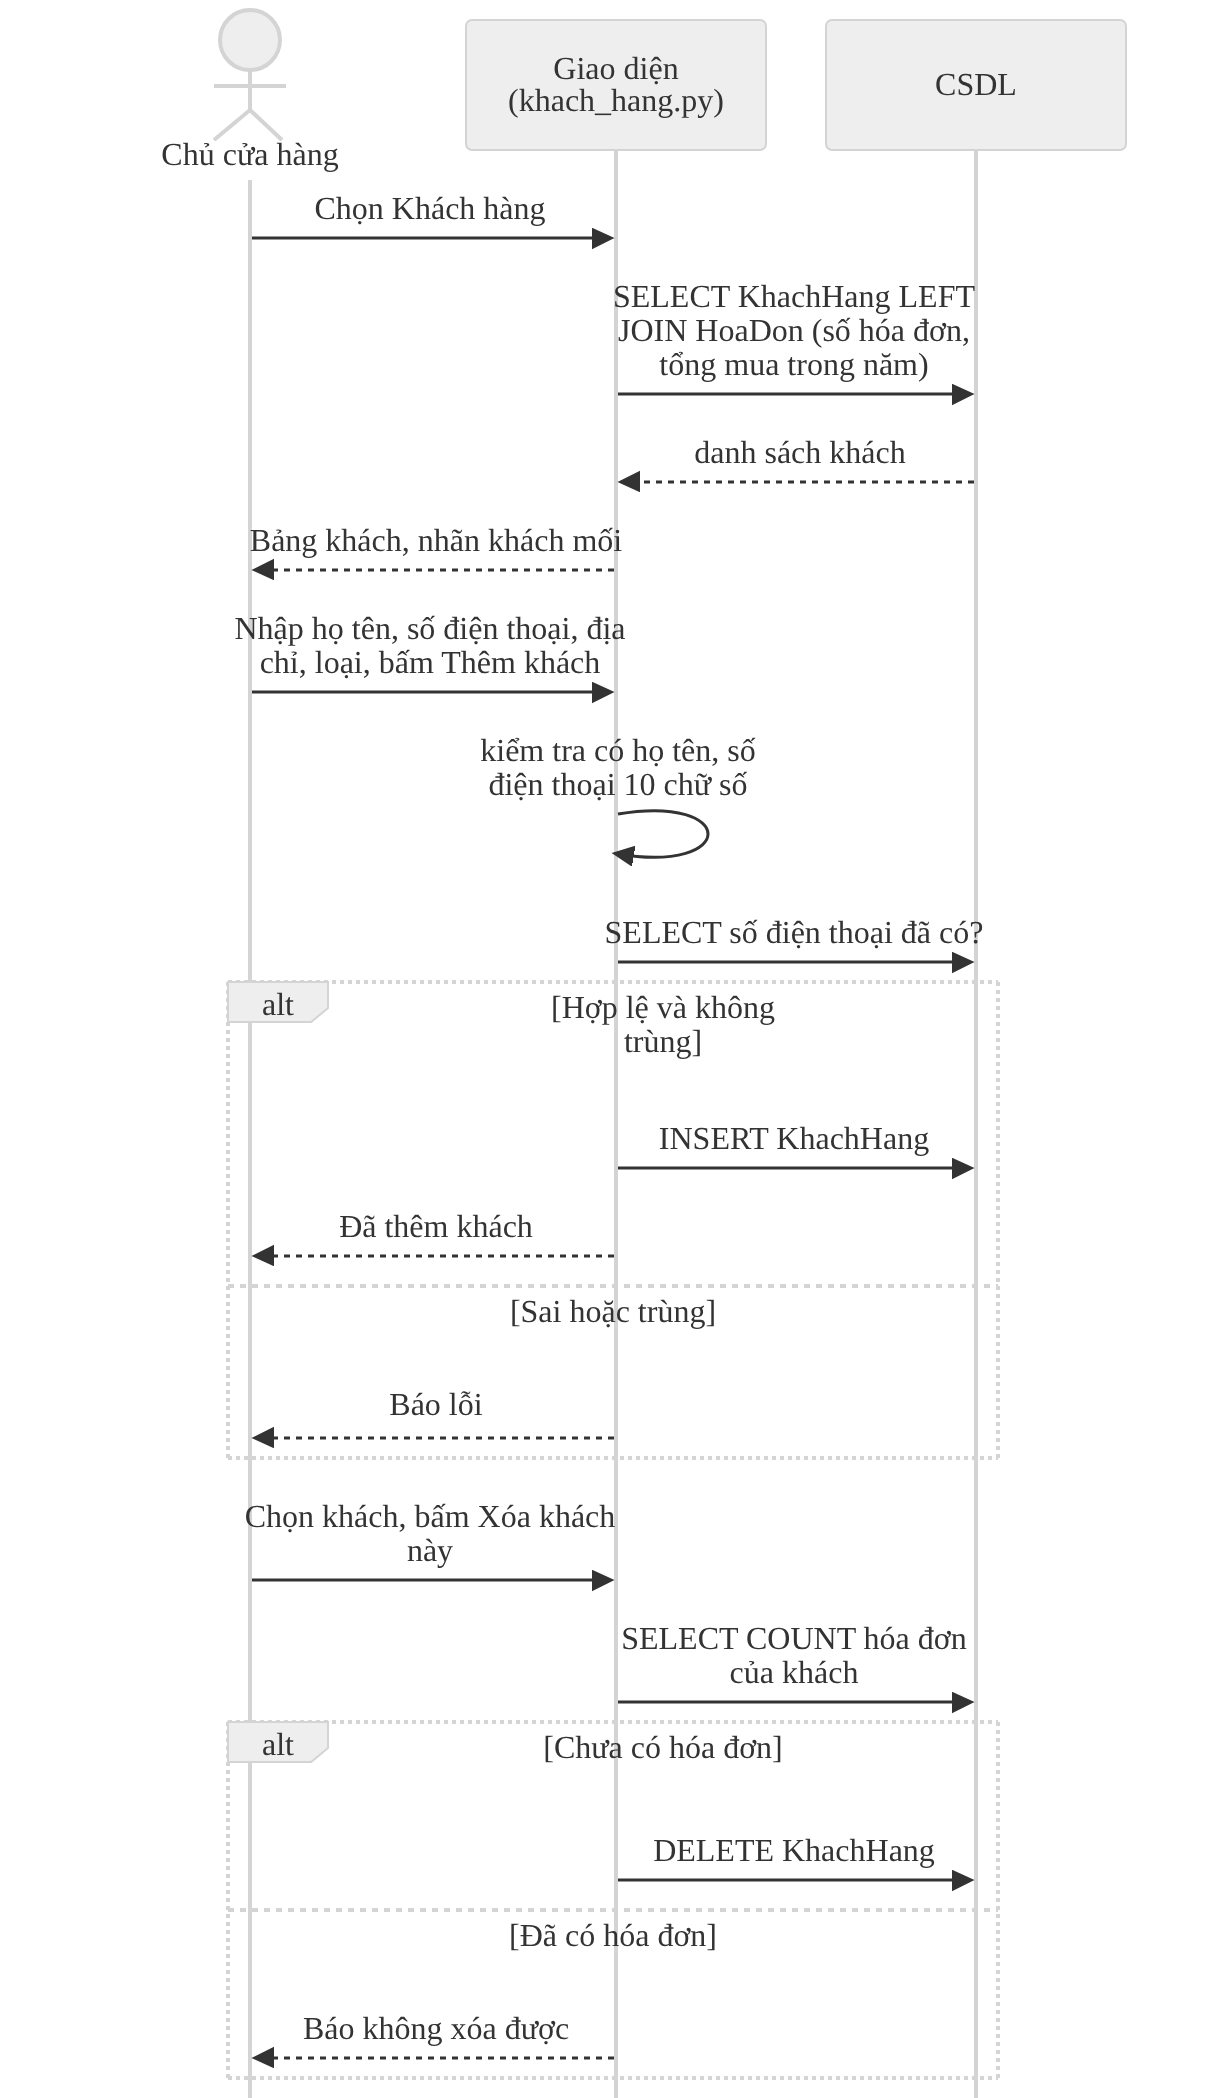 Chủ cửa hàng
Giao diện
(khach_hang.py)
CSDL
Chọn Khách hàng
SELECT KhachHang LEFT
JOIN HoaDon (số hóa đơn,
tổng mua trong năm)
danh sách khách
Bảng khách, nhãn khách mối
Nhập họ tên, số điện thoại, địa
chỉ, loại, bấm Thêm khách
kiểm tra có họ tên, số
điện thoại 10 chữ số
SELECT số điện thoại đã có?
alt
[Hợp lệ và không
trùng]
INSERT KhachHang
Đã thêm khách
[Sai hoặc trùng]
Báo lỗi
Chọn khách, bấm Xóa khách
này
SELECT COUNT hóa đơn
của khách
alt
[Chưa có hóa đơn]
DELETE KhachHang
[Đã có hóa đơn]
Báo không xóa được